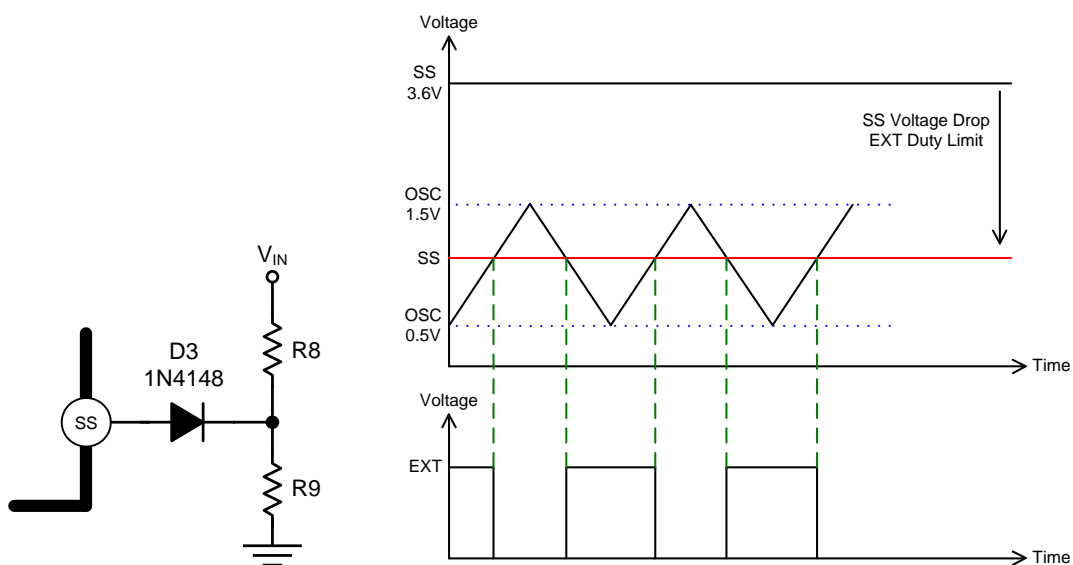 Voltage
SS
3.6V
SS Voltage Drop
EXT Duty Limit
OSC
1.5V
SS
OSC
0.5V
Time
VIN
R8
D3
1N4148
SS
R9
Voltage
EXT
Time